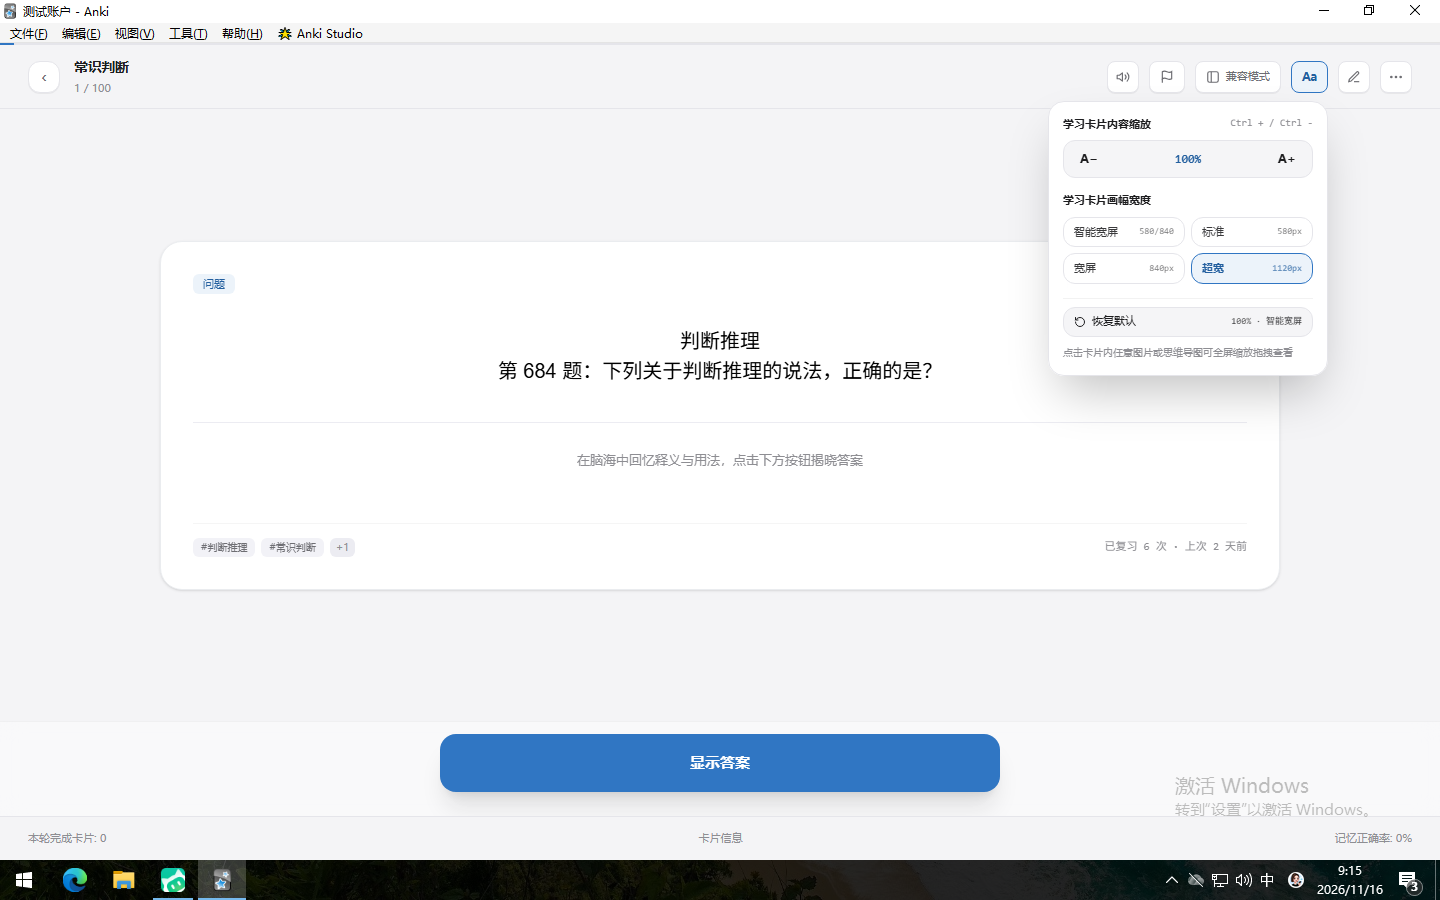 测试账户 - Anki
文件(F) 编辑(E) 视图(V) 工具(T) 帮助(H) Anki Studio
常识判断
1 / 100
兼容模式
Aa
学习卡片内容缩放 Ctrl + / Ctrl -
A− 100% A+
学习卡片画幅宽度
智能宽屏 580/840 标准 580px
宽屏 840px 超宽 1120px
恢复默认 100% · 智能宽屏
点击卡片内任意图片或思维导图可全屏缩放拖拽查看
问题
判断推理
第 684 题：下列关于判断推理的说法，正确的是？
在脑海中回忆释义与用法，点击下方按钮揭晓答案
#判断推理 #常识判断 +1 已复习 6 次 · 上次 2 天前
显示答案
激活 Windows
转到"设置"以激活 Windows。
本轮完成卡片: 0 卡片信息 记忆正确率: 0%
中
9:15
2026/11/16
3